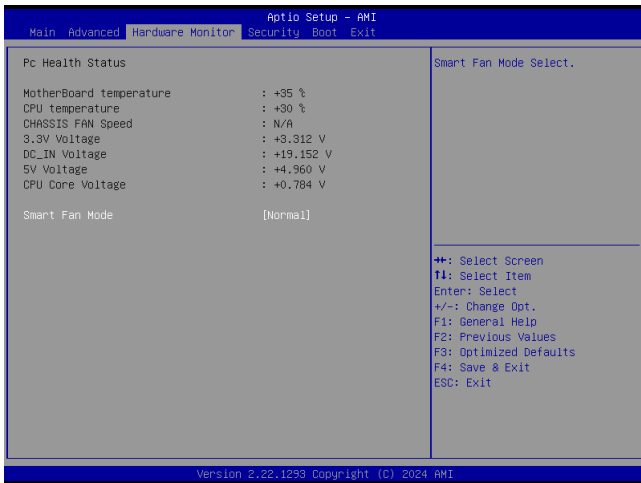 Aptio Setup – AMI
Main Advanced Hardware Monitor Security Boot Exit
Pc Health Status
MotherBoard temperature : +35 ℃
CPU temperature : +30 ℃
CHASSIS FAN Speed : N/A
3.3V Voltage : +3.312 V
DC_IN Voltage : +19.152 V
5V Voltage : +4.960 V
CPU Core Voltage : +0.784 V
Smart Fan Mode [Normal]
Smart Fan Mode Select.
→←: Select Screen
↑↓: Select Item
Enter: Select
+/-: Change Opt.
F1: General Help
F2: Previous Values
F3: Optimized Defaults
F4: Save & Exit
ESC: Exit
Version 2.22.1293 Copyright (C) 2024 AMI